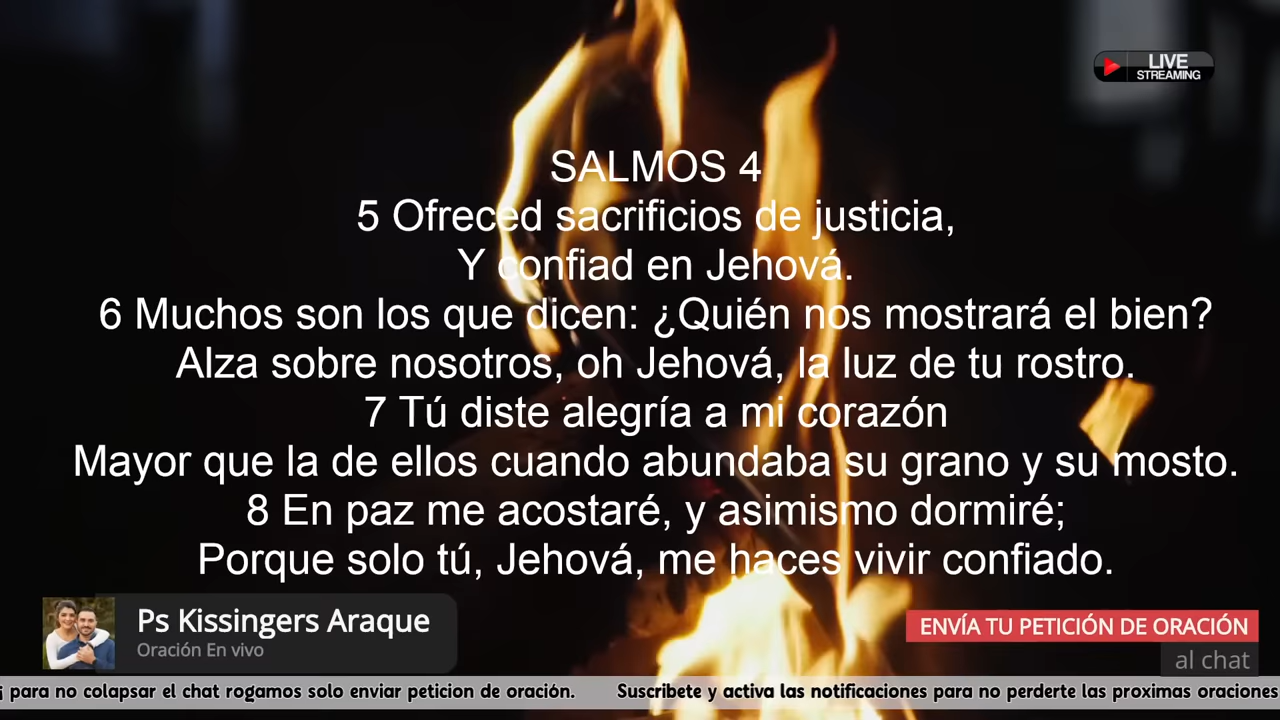 LIVE
STREAMING
SALMOS 4
5 Ofreced sacrificios de justicia,
Y confiad en Jehová.
6 Muchos son los que dicen: ¿Quién nos mostrará el bien?
Alza sobre nosotros, oh Jehová, la luz de tu rostro.
7 Tú diste alegría a mi corazón
Mayor que la de ellos cuando abundaba su grano y su mosto.
8 En paz me acostaré, y asimismo dormiré;
Porque solo tú, Jehová, me haces vivir confiado.
Ps Kissingers Araque
Oración En vivo
ENVÍA TU PETICIÓN DE ORACIÓN
al chat
para no colapsar el chat rogamos solo enviar peticion de oración. Suscribete y activa las notificaciones para no perderte las proximas oraciones